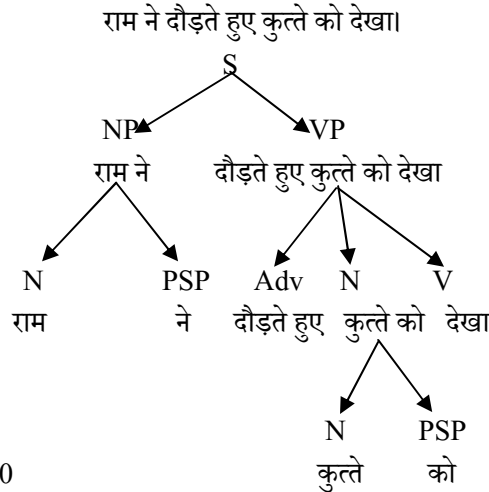 राम ने दौड़ते हुए कुत्ते को देखा।
S
NP VP
राम ने दौड़ते हुए कुत्ते को देखा
N PSP Adv N V
राम ने दौड़ते हुए कुत्ते को देखा
N PSP
0 कुत्ते को